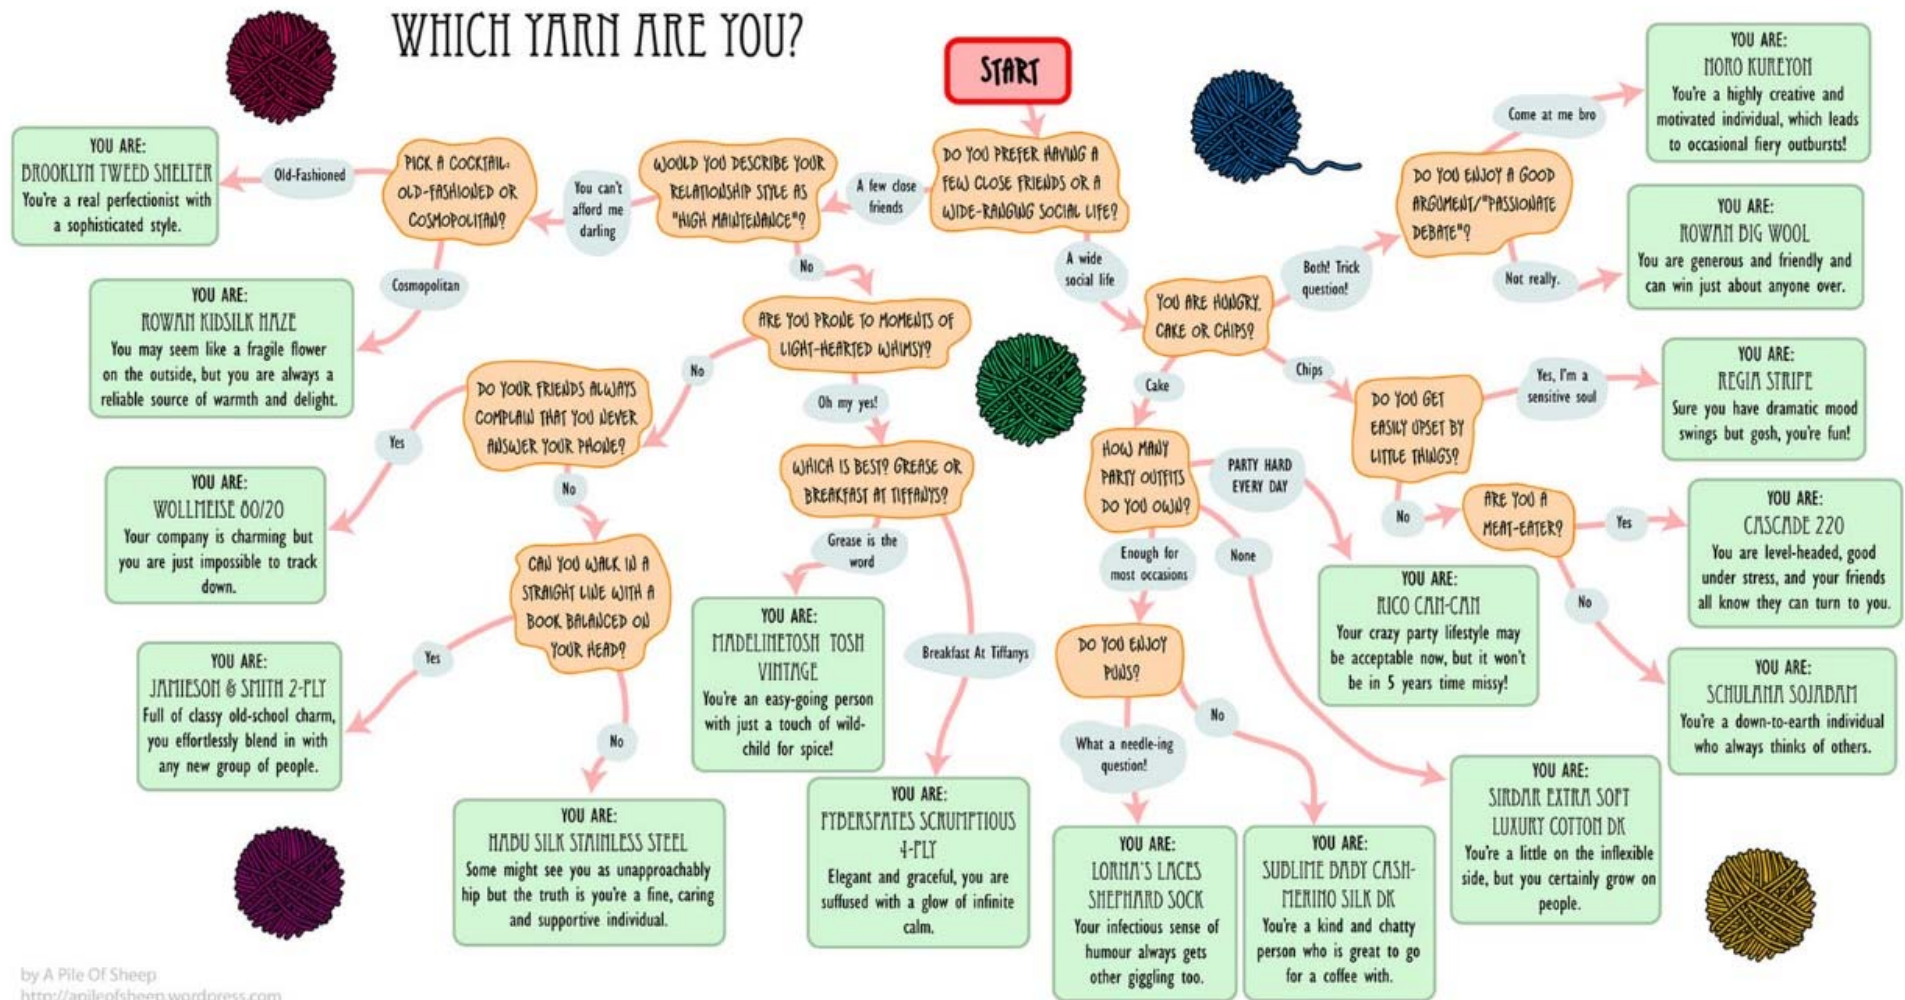 WHICH YARN ARE YOU?
START
DO YOU PREFER HAVING A
FEW CLOSE FRIENDS OR A
WIDE-RANGING SOCIAL LIFE?
A few close
friends
WOULD YOU DESCRIBE YOUR
RELATIONSHIP STYLE AS
"HIGH MAINTENANCE"?
You can't
afford me
darling
PICK A COCKTAIL:
OLD-FASHIONED OR
COSMOPOLITAN?
Old-Fashioned
YOU ARE:
BROOKLYN TWEED SHELTER
You're a real perfectionist with
a sophisticated style.
Cosmopolitan
YOU ARE:
ROWAN KIDSILK HAZE
You may seem like a fragile flower
on the outside, but you are always a
reliable source of warmth and delight.
No
ARE YOU PRONE TO MOMENTS OF
LIGHT-HEARTED WHIMSY?
No
DO YOUR FRIENDS ALWAYS
COMPLAIN THAT YOU NEVER
ANSWER YOUR PHONE?
Yes
YOU ARE:
WOLLMEISE 80/20
Your company is charming but
you are just impossible to track
down.
No
CAN YOU WALK IN A
STRAIGHT LINE WITH A
BOOK BALANCED ON
YOUR HEAD?
Yes
YOU ARE:
JAMIESON & SMITH 2-PLY
Full of classy old-school charm,
you effortlessly blend in with
any new group of people.
No
YOU ARE:
HABU SILK STAINLESS STEEL
Some might see you as unapproachably
hip but the truth is you're a fine, caring
and supportive individual.
Oh my yes!
WHICH IS BEST? GREASE OR
BREAKFAST AT TIFFANYS?
Grease is the
word
YOU ARE:
MADELINETOSH TOSH
VINTAGE
You're an easy-going person
with just a touch of wild-
child for spice!
Breakfast At Tiffanys
YOU ARE:
FYBERSPATES SCRUMPTIOUS
4-PLY
Elegant and graceful, you are
suffused with a glow of infinite
calm.
A wide
social life
YOU ARE HUNGRY.
CAKE OR CHIPS?
Both! Trick
question!
DO YOU ENJOY A GOOD
ARGUMENT/"PASSIONATE
DEBATE"?
Come at me bro
YOU ARE:
NORO KUREYON
You're a highly creative and
motivated individual, which leads
to occasional fiery outbursts!
Not really.
YOU ARE:
ROWAN BIG WOOL
You are generous and friendly and
can win just about anyone over.
Chips
DO YOU GET
EASILY UPSET BY
LITTLE THINGS?
Yes, I'm a
sensitive soul
YOU ARE:
REGIA STRIPE
Sure you have dramatic mood
swings but gosh, you're fun!
No
ARE YOU A
MEAT-EATER?
Yes
YOU ARE:
CASCADE 220
You are level-headed, good
under stress, and your friends
all know they can turn to you.
No
YOU ARE:
SCHULANA SOJABAM
You're a down-to-earth individual
who always thinks of others.
Cake
HOW MANY
PARTY OUTFITS
DO YOU OWN?
PARTY HARD
EVERY DAY
YOU ARE:
RICO CAN-CAN
Your crazy party lifestyle may
be acceptable now, but it won't
be in 5 years time missy!
None
YOU ARE:
SIRDAR EXTRA SOFT
LUXURY COTTON DK
You're a little on the inflexible
side, but you certainly grow on
people.
Enough for
most occasions
DO YOU ENJOY
PUNS?
What a needle-ing
question!
YOU ARE:
LORNA'S LACES
SHEPHARD SOCK
Your infectious sense of
humour always gets
other giggling too.
No
YOU ARE:
SUBLIME BABY CASH-
MERINO SILK DK
You're a kind and chatty
person who is great to go
for a coffee with.
by A Pile Of Sheep
http://apileofsheep.wordpress.com